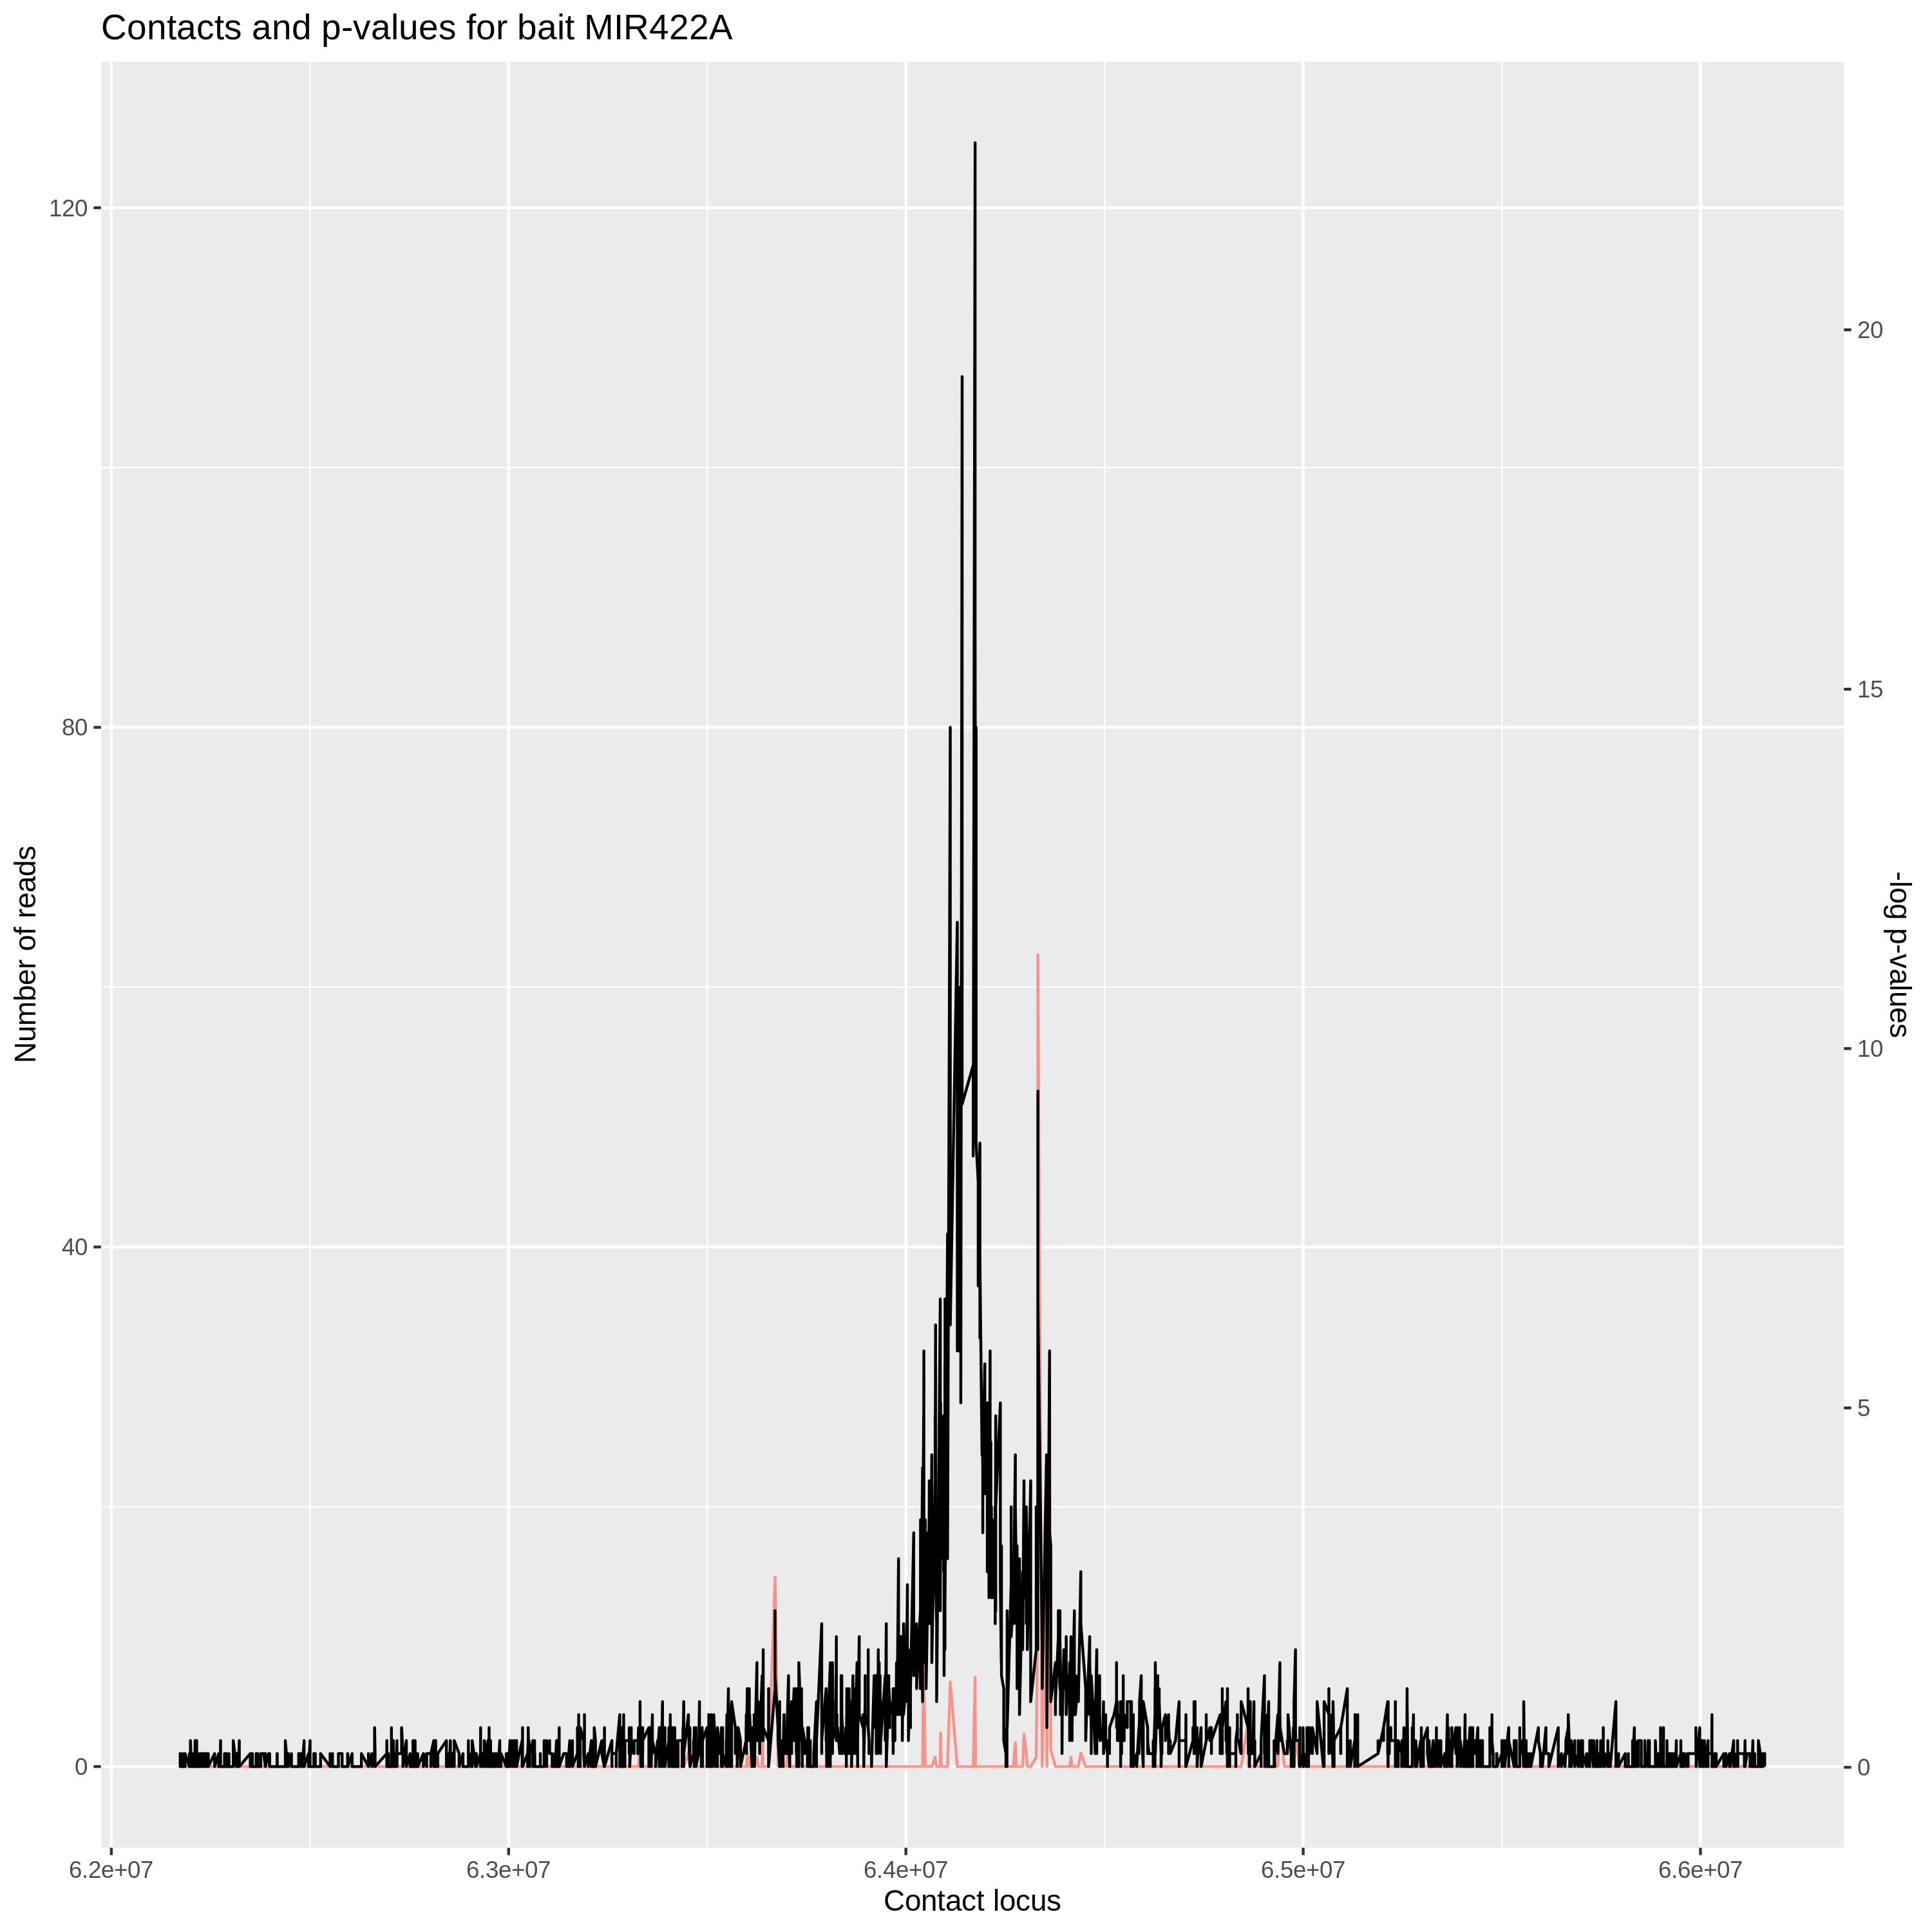 Contacts and p-values for bait MIR422A
120
80
40
0
Number of reads
20
15
10
5
0
-log p-values
6.2e+07
6.3e+07
6.4e+07
6.5e+07
6.6e+07
Contact locus